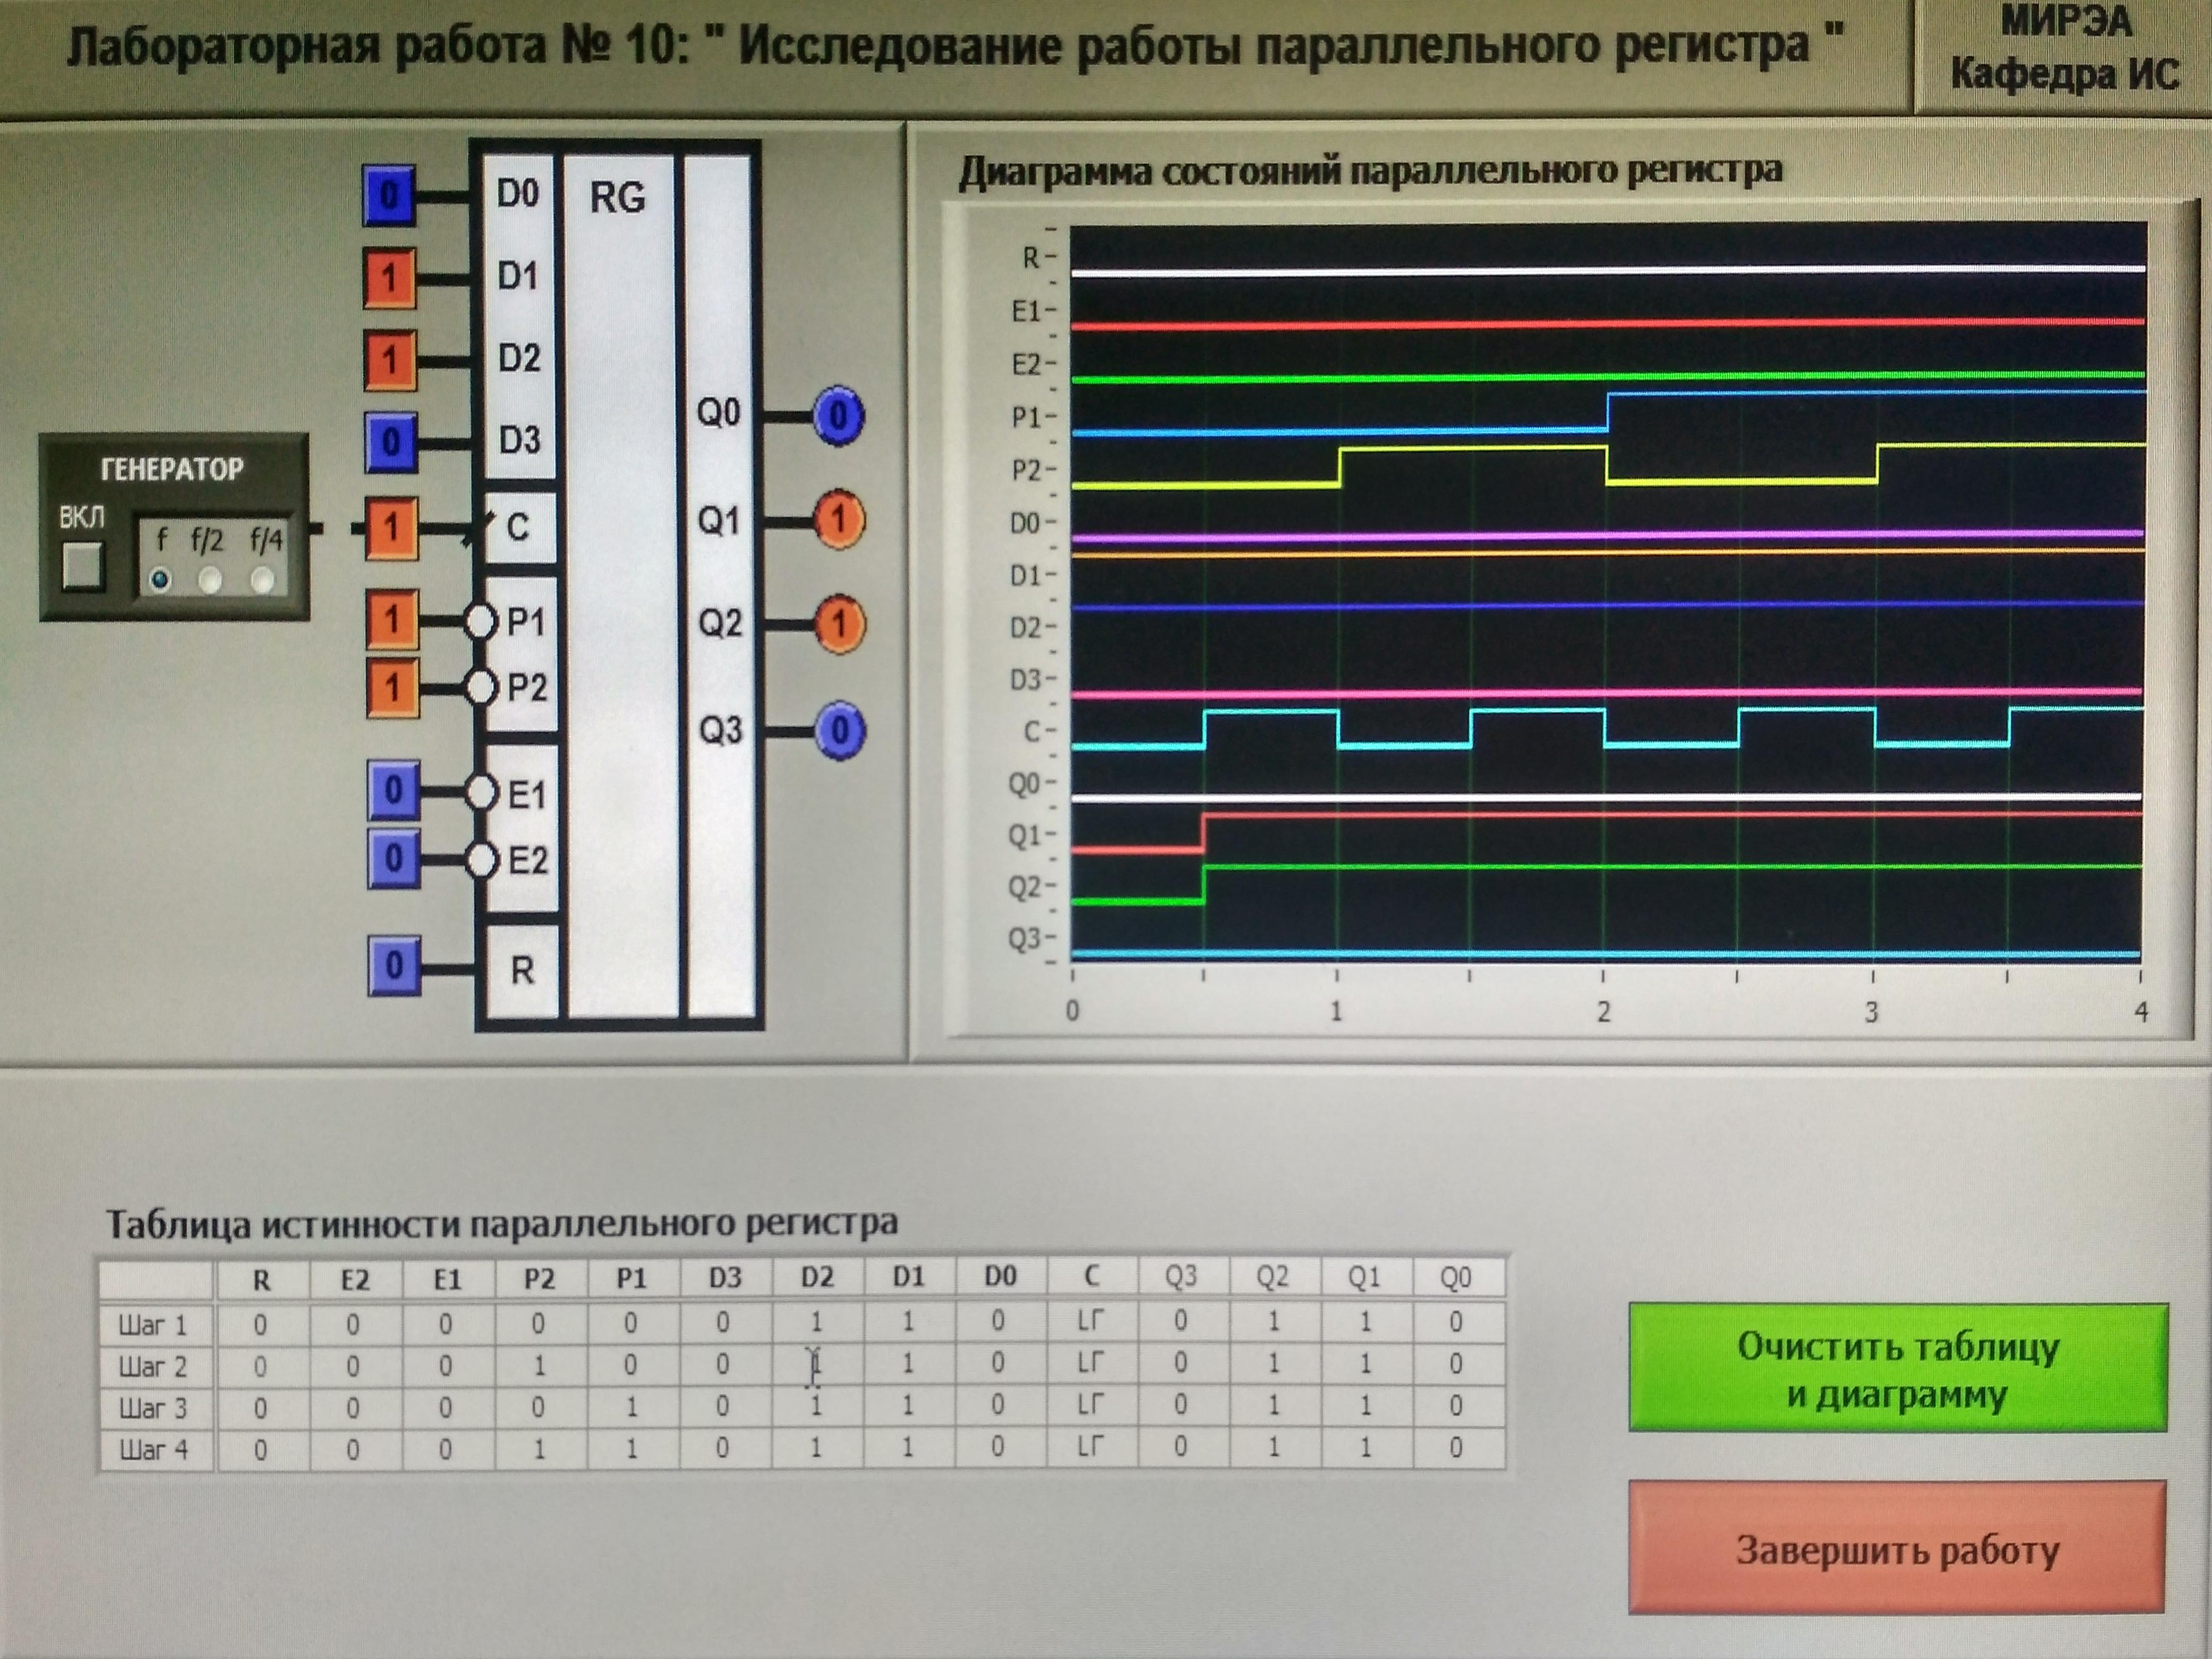 Лабораторная работа № 10: " Исследование работы параллельного регистра "
МИРЭА
Кафедра ИС
0 D0 RG
1 D1
1 D2
0 D3
1 C
1 P1
1 P2
0 E1
0 E2
0 R
Q0 0
Q1 1
Q2 1
Q3 0
ГЕНЕРАТОР
ВКЛ
f f/2 f/4
Диаграмма состояний параллельного регистра
R
E1
E2
P1
P2
D0
D1
D2
D3
C
Q0
Q1
Q2
Q3
0 1 2 3 4
Таблица истинности параллельного регистра
R E2 E1 P2 P1 D3 D2 D1 D0 C Q3 Q2 Q1 Q0
Шаг 1 0 0 0 0 0 0 1 1 0 LГ 0 1 1 0
Шаг 2 0 0 0 1 0 0 1 1 0 LГ 0 1 1 0
Шаг 3 0 0 0 0 1 0 1 1 0 LГ 0 1 1 0
Шаг 4 0 0 0 1 1 0 1 1 0 LГ 0 1 1 0
Очистить таблицу
и диаграмму
Завершить работу